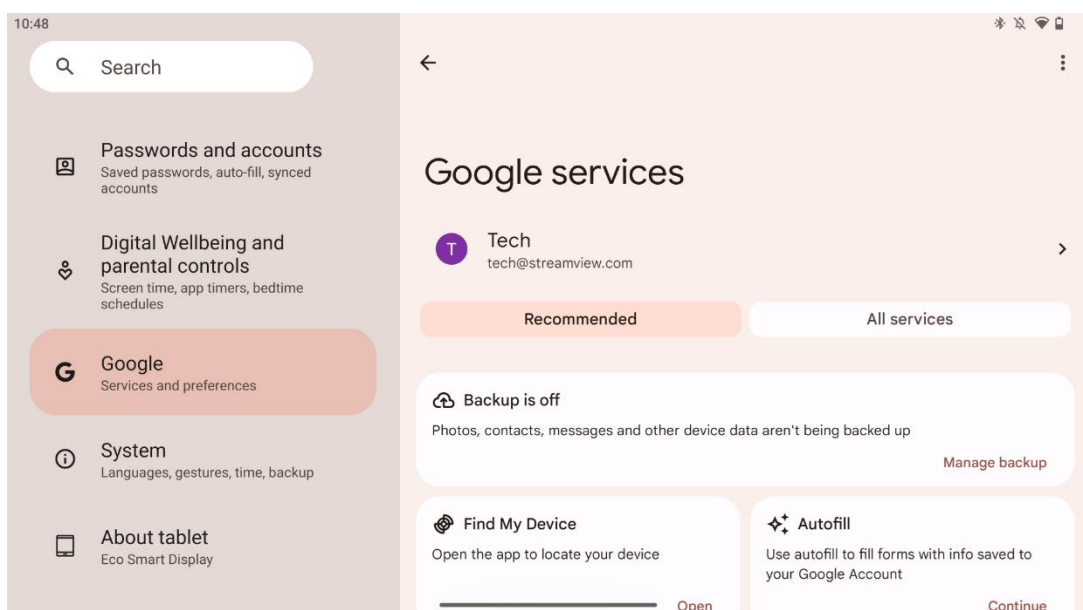 10:48
Search
Passwords and accounts
Saved passwords, auto-fill, synced
accounts
Digital Wellbeing and
parental controls
Screen time, app timers, bedtime
schedules
Google
Services and preferences
System
Languages, gestures, time, backup
About tablet
Eco Smart Display
Google services
T
Tech
tech@streamview.com
Recommended
All services
Backup is off
Photos, contacts, messages and other device data aren't being backed up
Manage backup
Find My Device
Open the app to locate your device
Open
Autofill
Use autofill to fill forms with info saved to
your Google Account
Continue